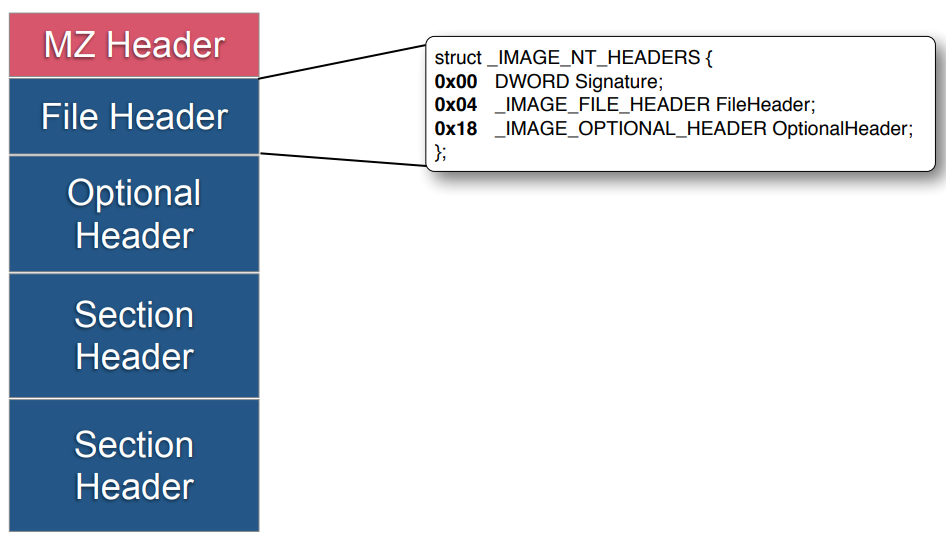 MZ Header
File Header
Optional
Header
Section
Header
Section
Header
struct _IMAGE_NT_HEADERS {
0x00 DWORD Signature;
0x04 _IMAGE_FILE_HEADER FileHeader;
0x18 _IMAGE_OPTIONAL_HEADER OptionalHeader;
};